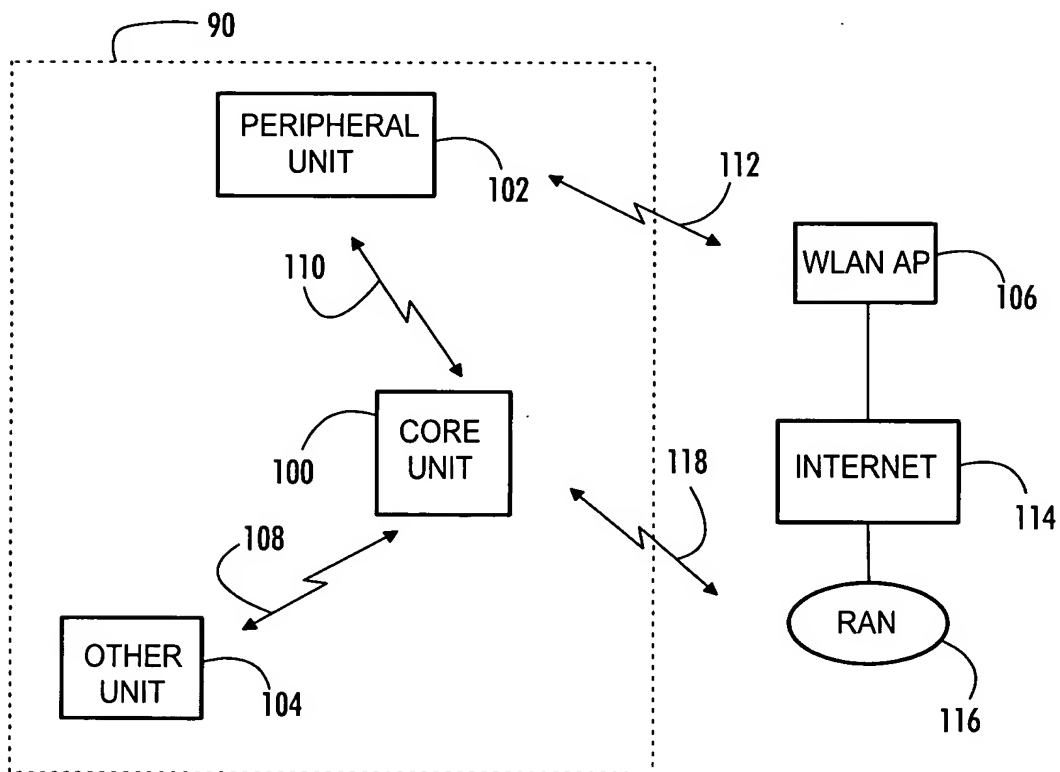 90
PERIPHERAL
UNIT
102
112
WLAN AP
106
110
CORE
UNIT
100
118
INTERNET
114
108
OTHER
UNIT
104
RAN
116